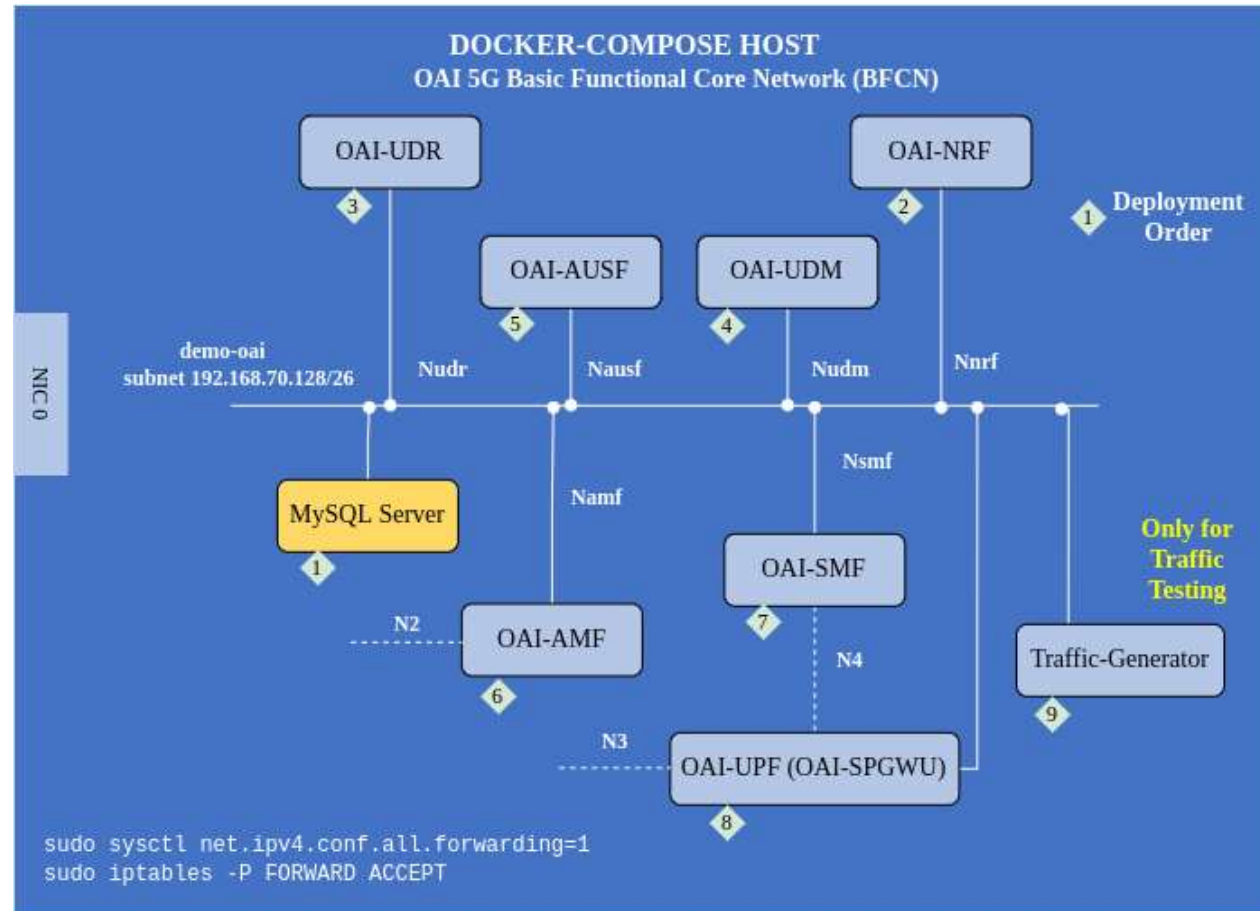 DOCKER-COMPOSE HOST
OAI 5G Basic Functional Core Network (BFCN)
OAI-UDR
OAI-NRF
3
2
1
Deployment
Order
OAI-AUSF
OAI-UDM
5
4
NIC 0
demo-oai
subnet 192.168.70.128/26
Nudr
Nausf
Nudm
Nnrf
Nsmf
MySQL Server
Namf
1
Only for
Traffic
Testing
OAI-SMF
7
N2
OAI-AMF
6
N4
Traffic-Generator
9
N3
OAI-UPF (OAI-SPGWU)
8
sudo sysctl net.ipv4.conf.all.forwarding=1
sudo iptables -P FORWARD ACCEPT